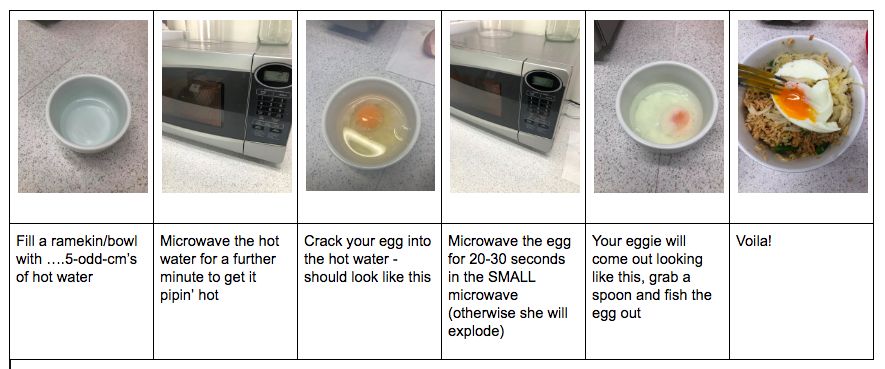 Fill a ramekin/bowl
with ….5-odd-cm's
of hot water
Microwave the hot
water for a further
minute to get it
pipin' hot
Crack your egg into
the hot water -
should look like this
Microwave the egg
for 20-30 seconds
in the SMALL
microwave
(otherwise she will
explode)
Your eggie will
come out looking
like this, grab a
spoon and fish the
egg out
Voila!